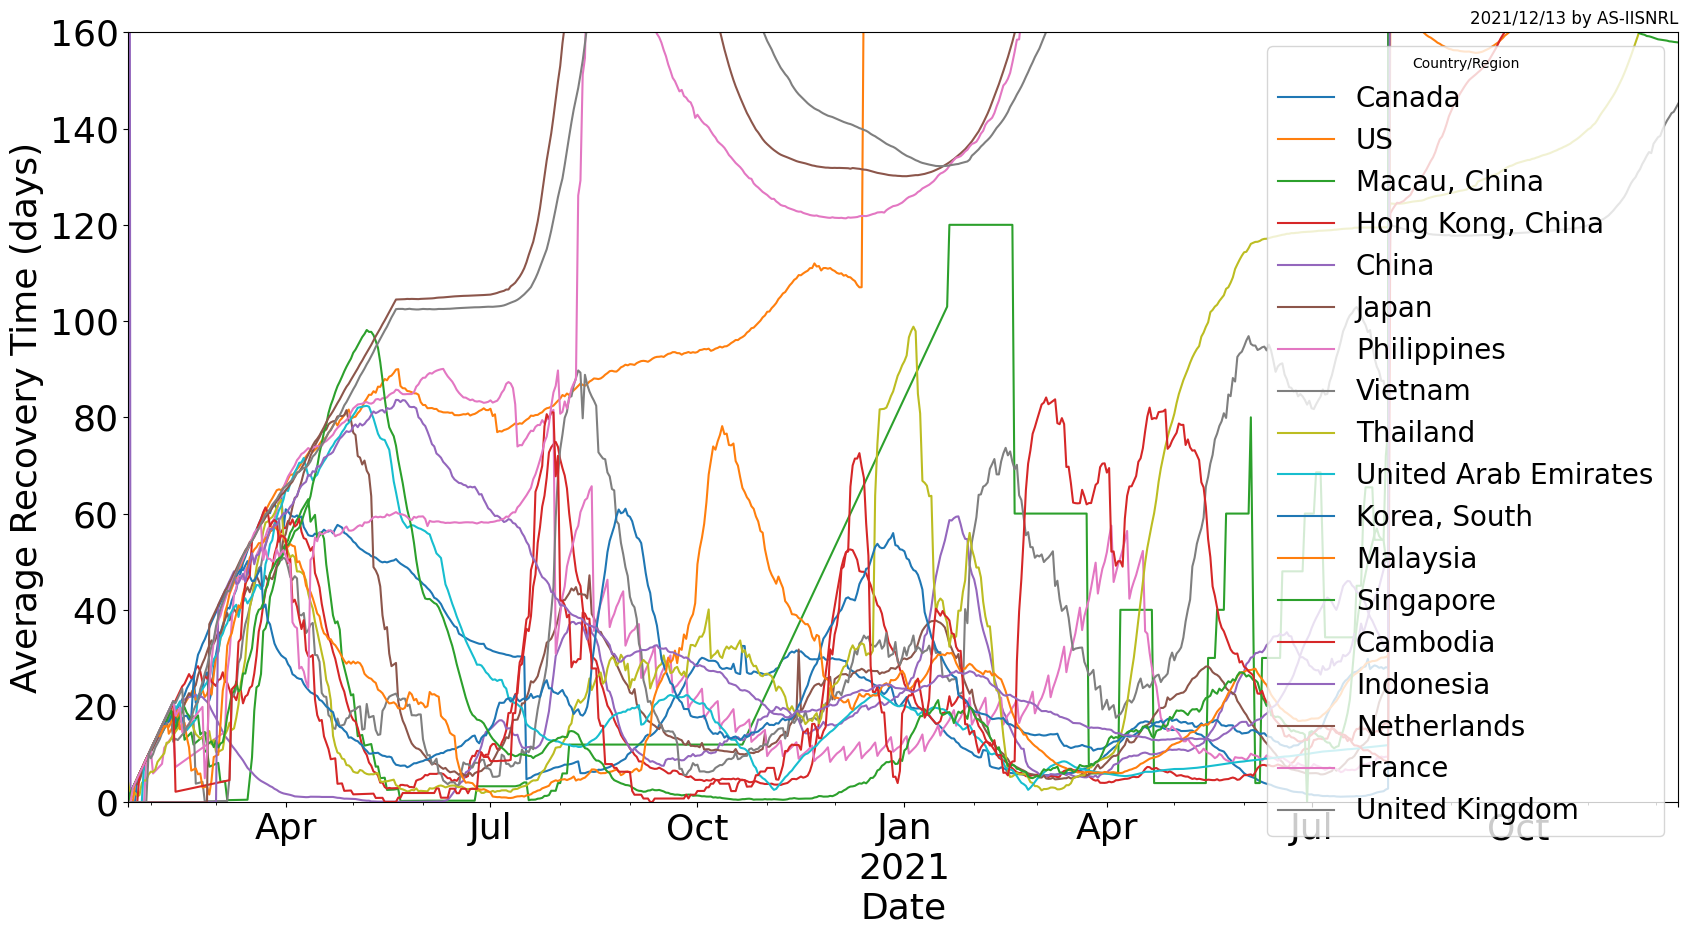 2021/12/13 by AS-IISNRL
Average Recovery Time (days)
160
140
120
100
80
60
40
20
0
Country/Region
Canada
US
Macau, China
Hong Kong, China
China
Japan
Philippines
Vietnam
Thailand
United Arab Emirates
Korea, South
Malaysia
Singapore
Cambodia
Indonesia
Netherlands
France
United Kingdom
Apr Jul Oct Jan Apr Jul Oct
2021
Date